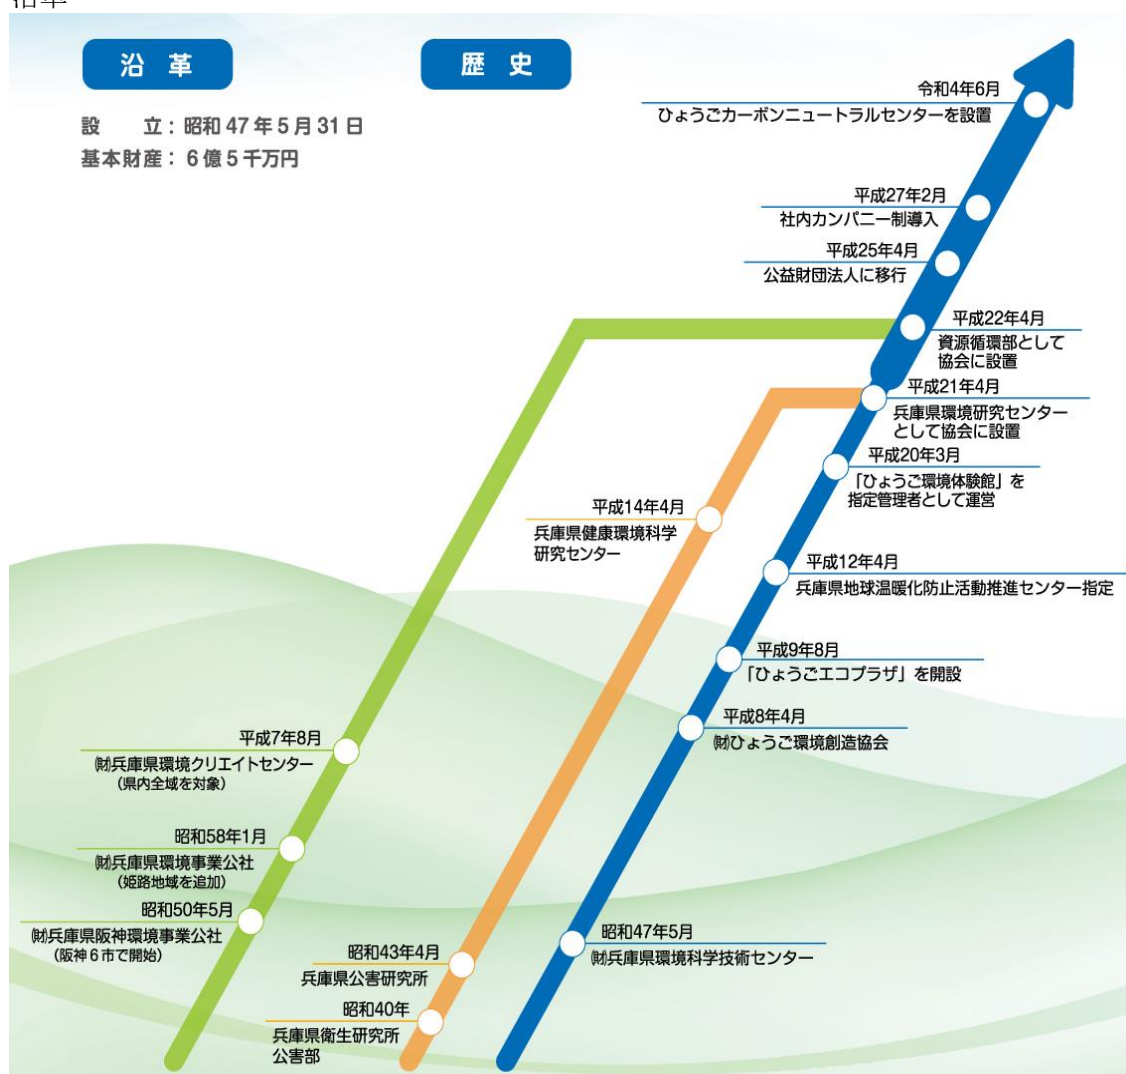 沿革
沿 革
歴 史
設　　立：昭和 47 年 5 月 31 日
基本財産：６億５千万円
令和4年6月
ひょうごカーボンニュートラルセンターを設置
平成27年2月
社内カンパニー制導入
平成25年4月
公益財団法人に移行
平成22年4月
資源循環部として
協会に設置
平成21年4月
兵庫県環境研究センター
として協会に設置
平成20年3月
「ひょうご環境体験館」を
指定管理者として運営
平成14年4月
兵庫県健康環境科学
研究センター
平成12年4月
兵庫県地球温暖化防止活動推進センター指定
平成9年8月
「ひょうごエコプラザ」を開設
平成8年4月
㈶ひょうご環境創造協会
平成7年8月
㈶兵庫県環境クリエイトセンター
（県内全域を対象）
昭和58年1月
㈶兵庫県環境事業公社
（姫路地域を追加）
昭和50年5月
㈶兵庫県阪神環境事業公社
（阪神６市で開始）
昭和47年5月
㈶兵庫県環境科学技術センター
昭和43年4月
兵庫県公害研究所
昭和40年
兵庫県衛生研究所
公害部